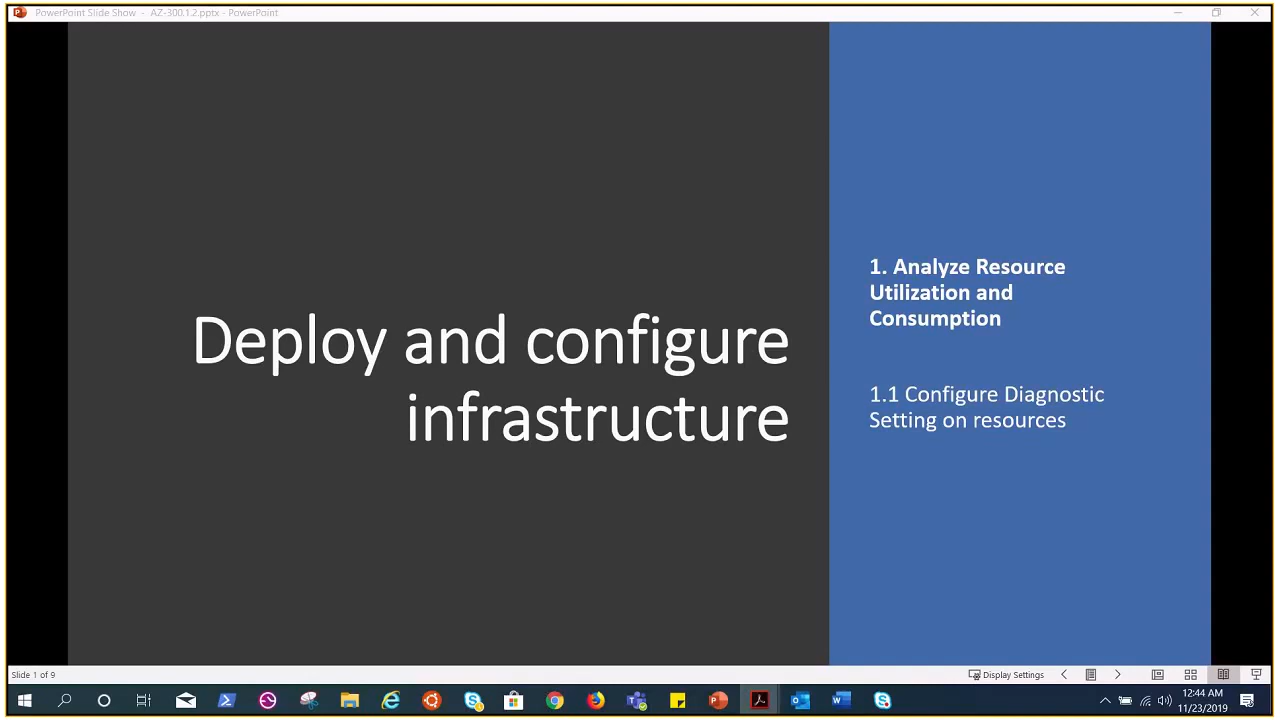 PowerPoint Slide Show - AZ-300.1.2.pptx - PowerPoint
Deploy and configure
infrastructure
1. Analyze Resource
Utilization and
Consumption
1.1 Configure Diagnostic
Setting on resources
Slide 1 of 9
Display Settings
12:44 AM
11/23/2019